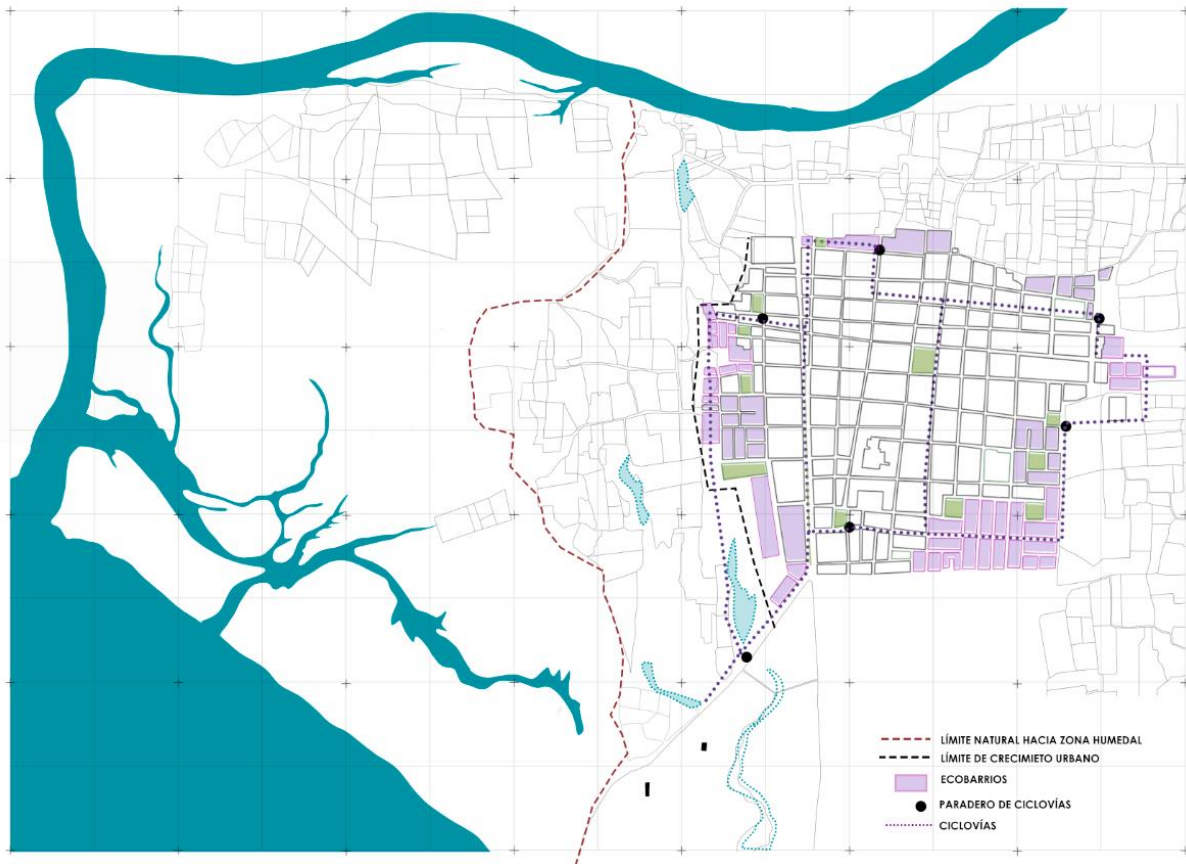 LÍMITE NATURAL HACIA ZONA HUMEDAL
LÍMITE DE CRECIMIETO URBANO
ECOBARRIOS
PARADERO DE CICLOVÍAS
CICLOVÍAS